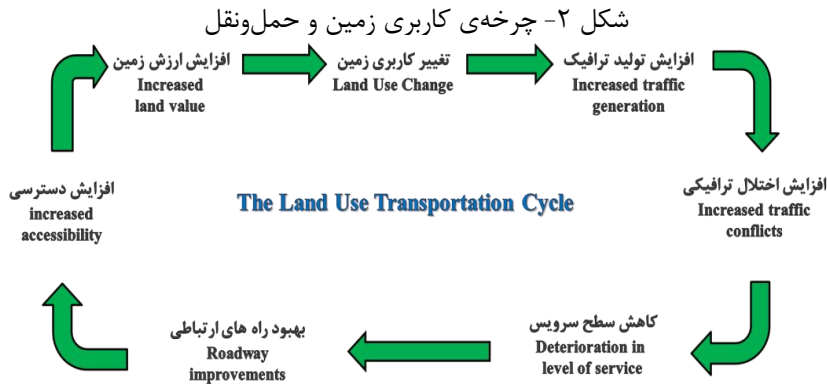 شکل ۲- چرخه‌ی کاربری زمین و حمل‌ونقل
افزایش ارزش زمین
Increased
land value
تغییر کاربری زمین
Land Use Change
افزایش تولید ترافیک
Increased traffic
generation
افزایش اختلال ترافیکی
Increased traffic
conflicts
کاهش سطح سرویس
Deterioration in
level of service
بهبود راه های ارتباطی
Roadway
improvements
افزایش دسترسی
increased
accessibility
The Land Use Transportation Cycle